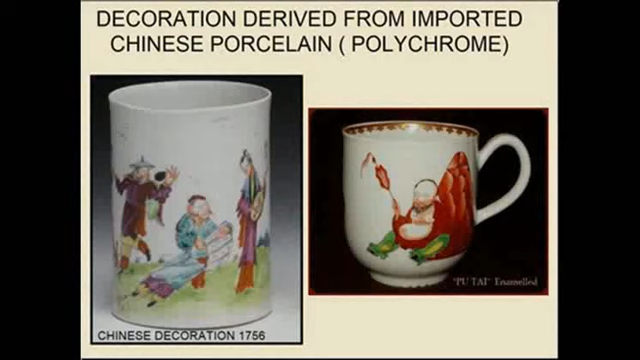 DECORATION DERIVED FROM IMPORTED
CHINESE PORCELAIN ( POLYCHROME)
CHINESE DECORATION 1756
"PU TAI" Enamelled